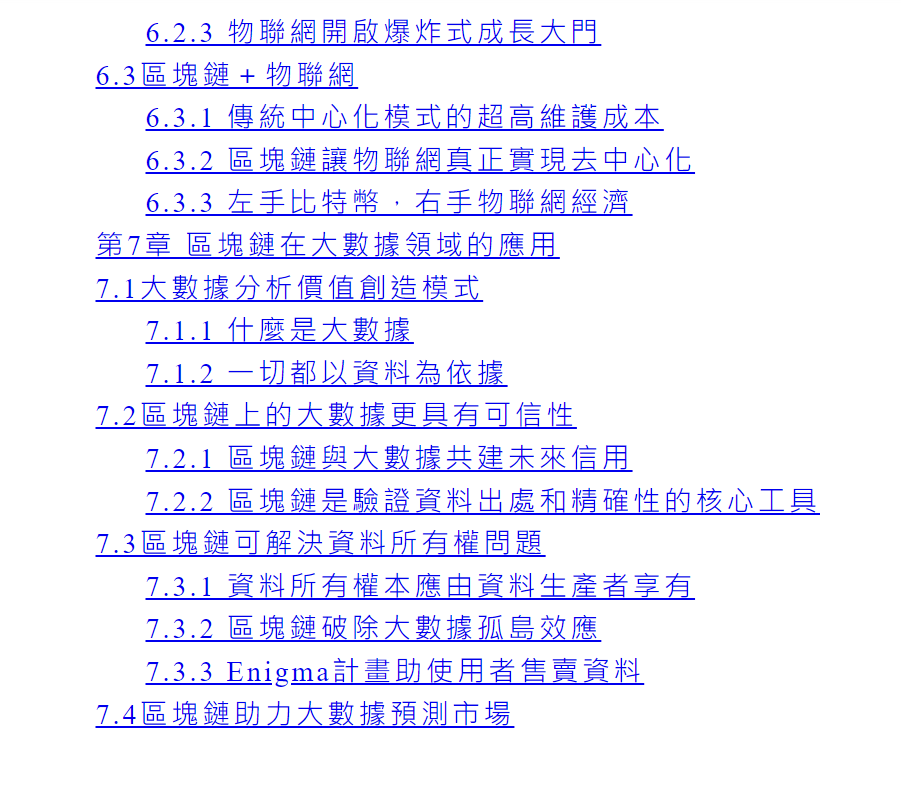 6.2.3 物聯網開啟爆炸式成長大門
6.3區塊鏈＋物聯網
6.3.1 傳統中心化模式的超高維護成本
6.3.2 區塊鏈讓物聯網真正實現去中心化
6.3.3 左手比特幣，右手物聯網經濟
第7章 區塊鏈在大數據領域的應用
7.1大數據分析價值創造模式
7.1.1 什麼是大數據
7.1.2 一切都以資料為依據
7.2區塊鏈上的大數據更具有可信性
7.2.1 區塊鏈與大數據共建未來信用
7.2.2 區塊鏈是驗證資料出處和精確性的核心工具
7.3區塊鏈可解決資料所有權問題
7.3.1 資料所有權本應由資料生產者享有
7.3.2 區塊鏈破除大數據孤島效應
7.3.3 Enigma計畫助使用者售賣資料
7.4區塊鏈助力大數據預測市場